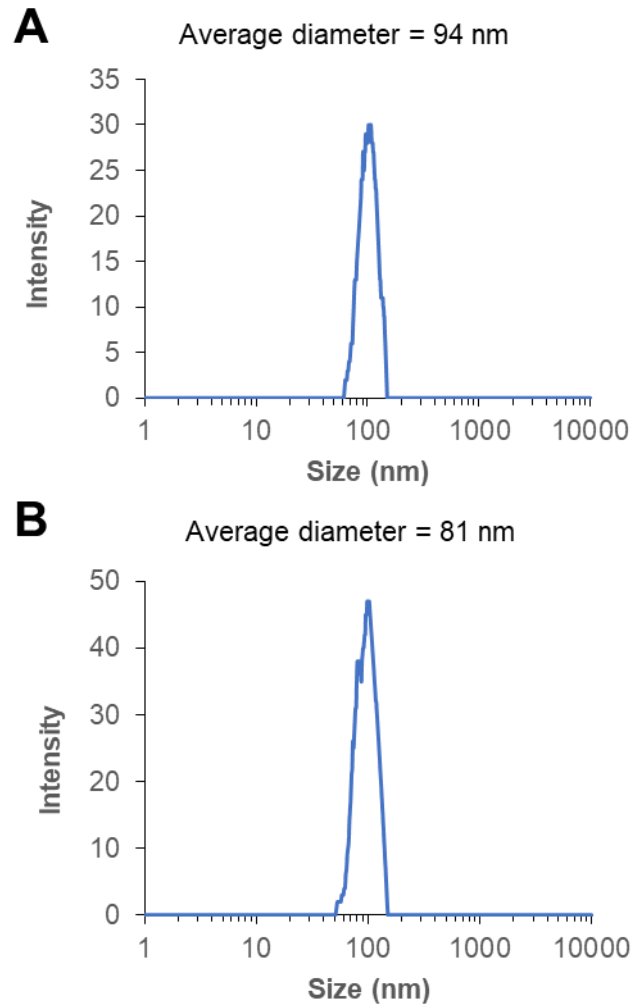 A
Average diameter = 94 nm
35
30
25
20
15
10
5
0
Intensity
1 10 100 1000 10000
Size (nm)
B
Average diameter = 81 nm
50
40
30
20
10
0
Intensity
1 10 100 1000 10000
Size (nm)